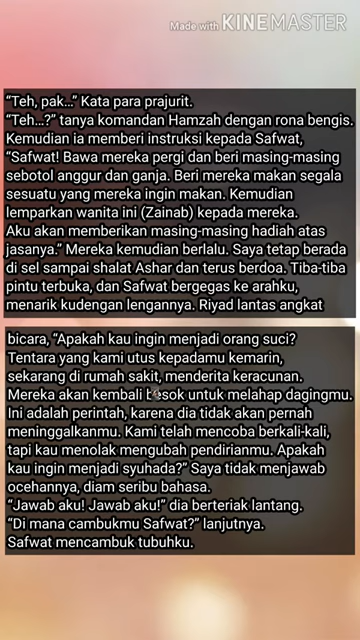 Made with KINEMASTER
“Teh, pak...” Kata para prajurit.
“Teh...?” tanya komandan Hamzah dengan rona bengis.
Kemudian ia memberi instruksi kepada Safwat,
“Safwat! Bawa mereka pergi dan beri masing-masing
sebotol anggur dan ganja. Beri mereka makan segala
sesuatu yang mereka ingin makan. Kemudian
lemparkan wanita ini (Zainab) kepada mereka.
Aku akan memberikan masing-masing hadiah atas
jasanya.” Mereka kemudian berlalu. Saya tetap berada
di sel sampai shalat Ashar dan terus berdoa. Tiba-tiba
pintu terbuka, dan Safwat bergegas ke arahku,
menarik kudengan lengannya. Riyad lantas angkat
bicara, “Apakah kau ingin menjadi orang suci?
Tentara yang kami utus kepadamu kemarin,
sekarang di rumah sakit, menderita keracunan.
Mereka akan kembali besok untuk melahap dagingmu.
Ini adalah perintah, karena dia tidak akan pernah
meninggalkanmu. Kami telah mencoba berkali-kali,
tapi kau menolak mengubah pendirianmu. Apakah
kau ingin menjadi syuhada?” Saya tidak menjawab
ocehannya, diam seribu bahasa.
“Jawab aku! Jawab aku!” dia berteriak lantang.
“Di mana cambukmu Safwat?” lanjutnya.
Safwat mencambuk tubuhku.